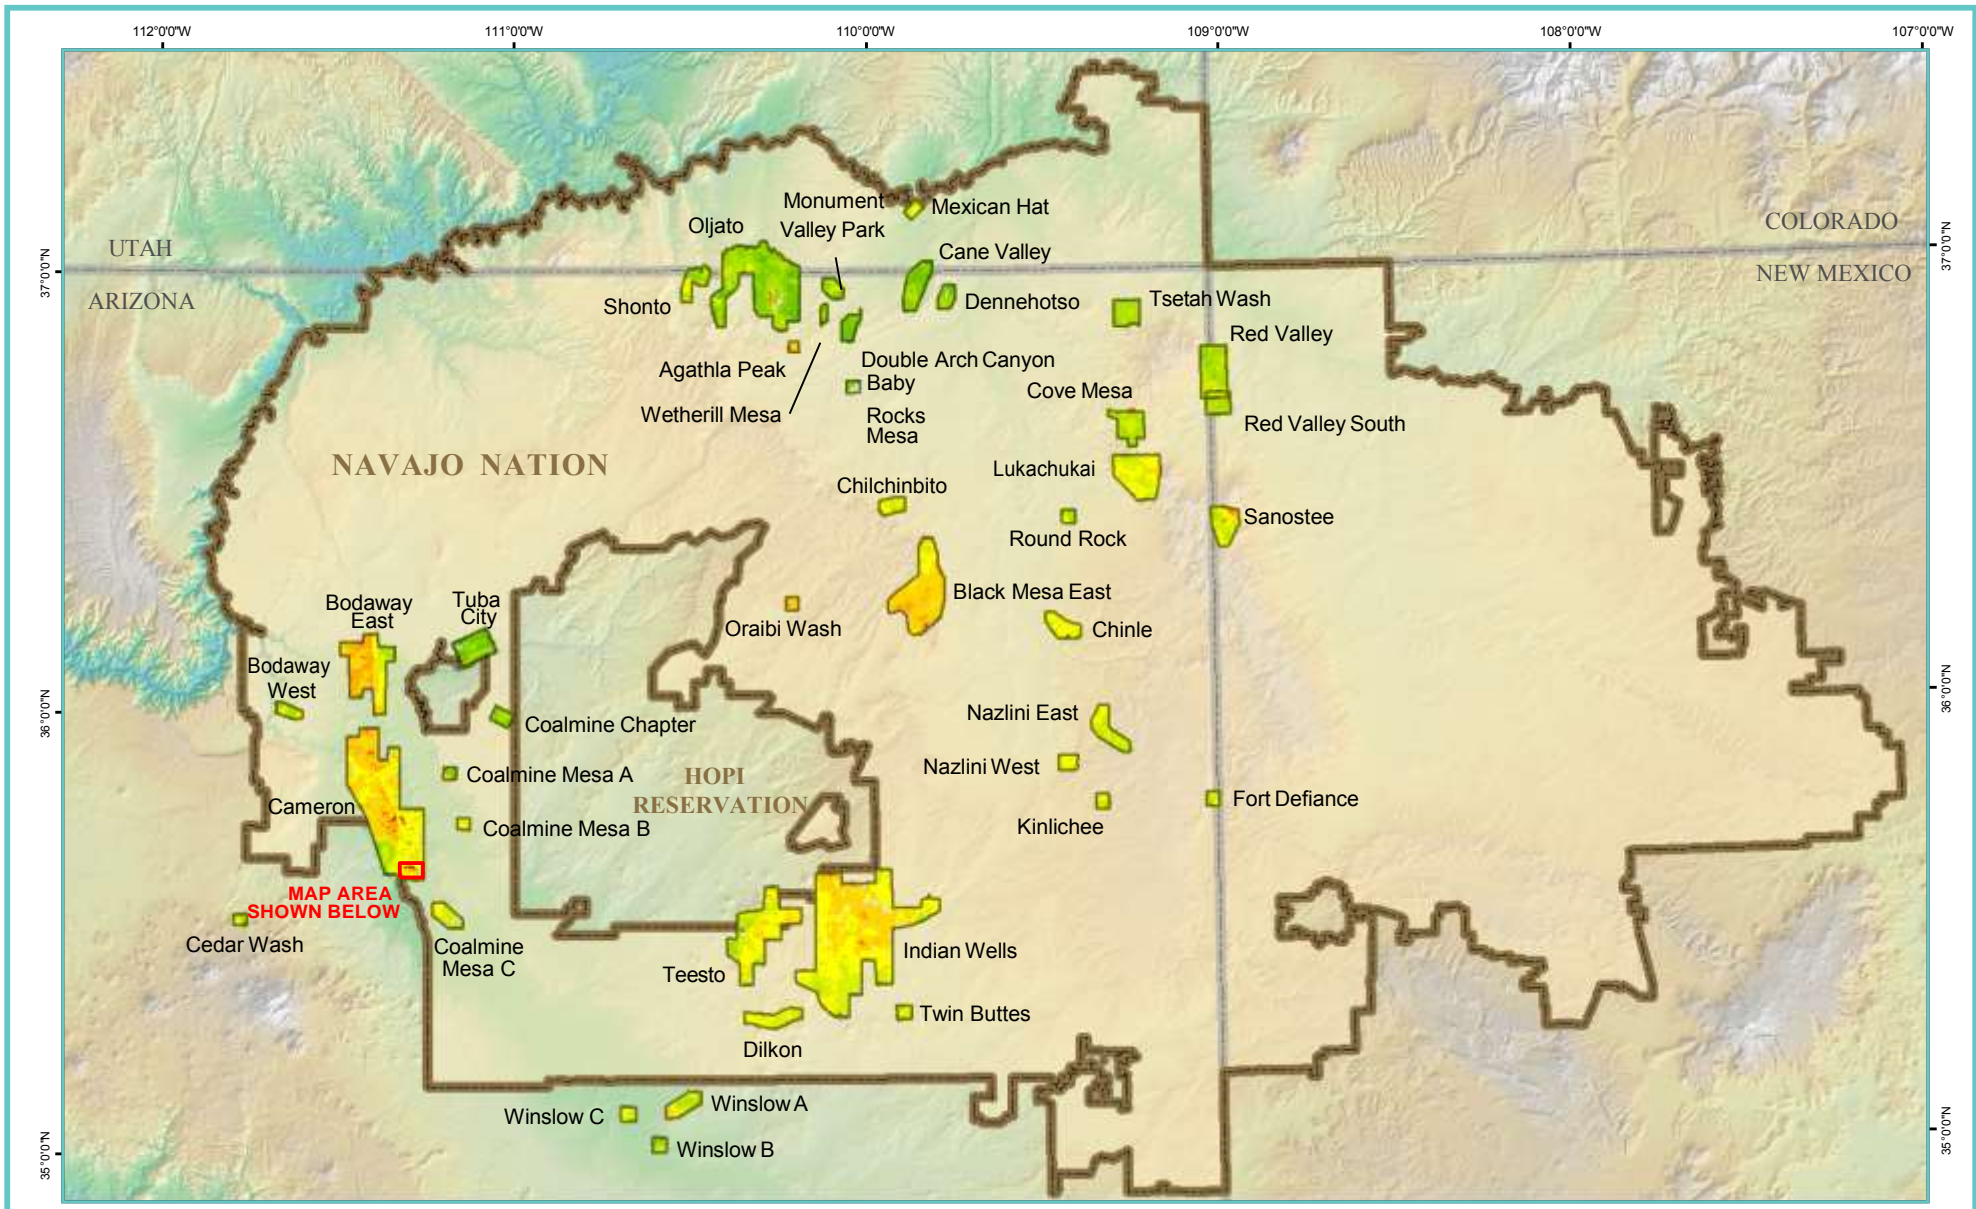 112°0'0"W
111°0'0"W
110°0'0"W
109°0'0"W
108°0'0"W
107°0'0"W
UTAH
ARIZONA
COLORADO
NEW MEXICO
37°0'0"N
37°0'0"N
Monument
Valley Park
Mexican Hat
Oljato
Cane Valley
Shonto
Dennehotso
Tsetah Wash
Red Valley
Agathla Peak
Double Arch Canyon
Baby
Rocks
Mesa
Wetherill Mesa
Cove Mesa
Red Valley South
NAVAJO NATION
Lukachukai
Chilchinbito
Sanostee
Round Rock
Black Mesa East
Bodaway
East
Tuba
City
Oraibi Wash
Chinle
Bodaway
West
36°0'0"N
36°0'0"N
Coalmine Chapter
Nazlini East
Coalmine Mesa A
HOPI
RESERVATION
Nazlini West
Cameron
Coalmine Mesa B
Kinlichee
Fort Defiance
MAP AREA
SHOWN BELOW
Cedar Wash
Coalmine
Mesa C
Teesto
Indian Wells
Twin Buttes
Dilkon
Winslow C
Winslow A
Winslow B
35°0'0"N
35°0'0"N